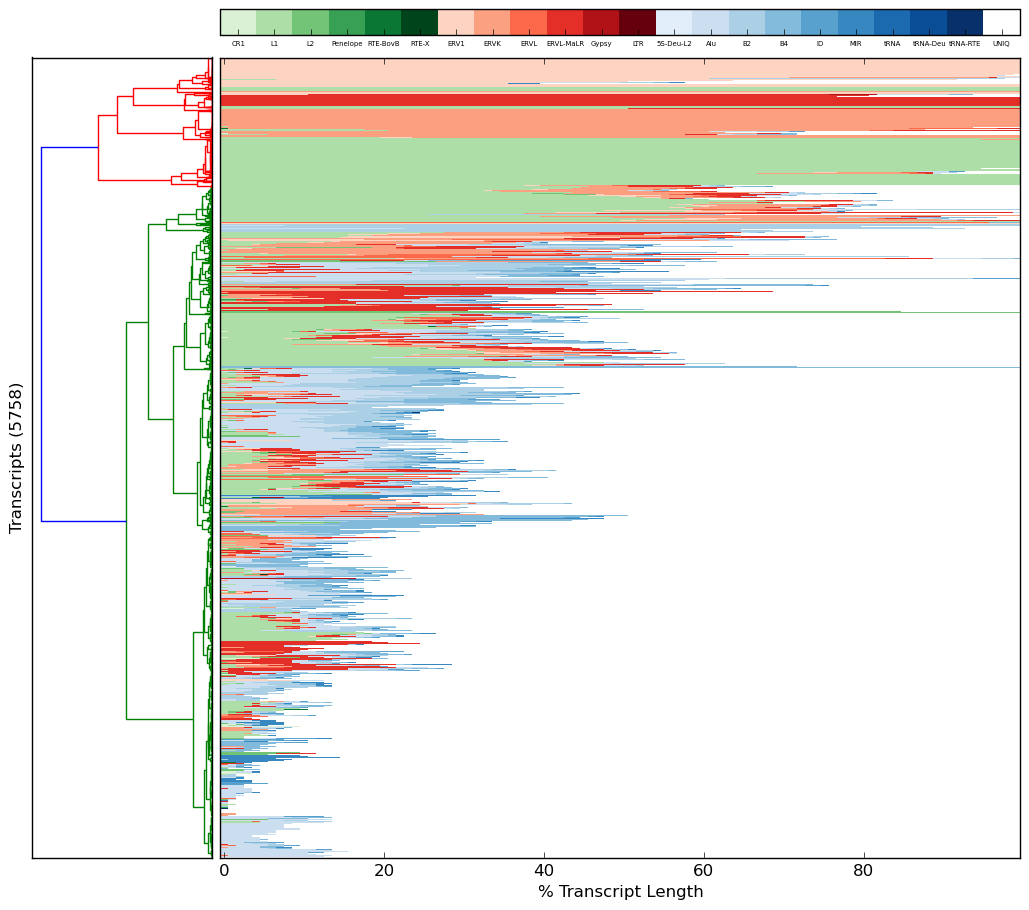 CR1 L1 L2 Penelope RTE-BovB RTE-X ERV1 ERVK ERVL ERVL-MaLR Gypsy LTR 5S-Deu-L2 Alu B2 B4 ID MIR tRNA tRNA-Deu tRNA-RTE UNIQ
Transcripts (5758)
0 20 40 60 80
% Transcript Length